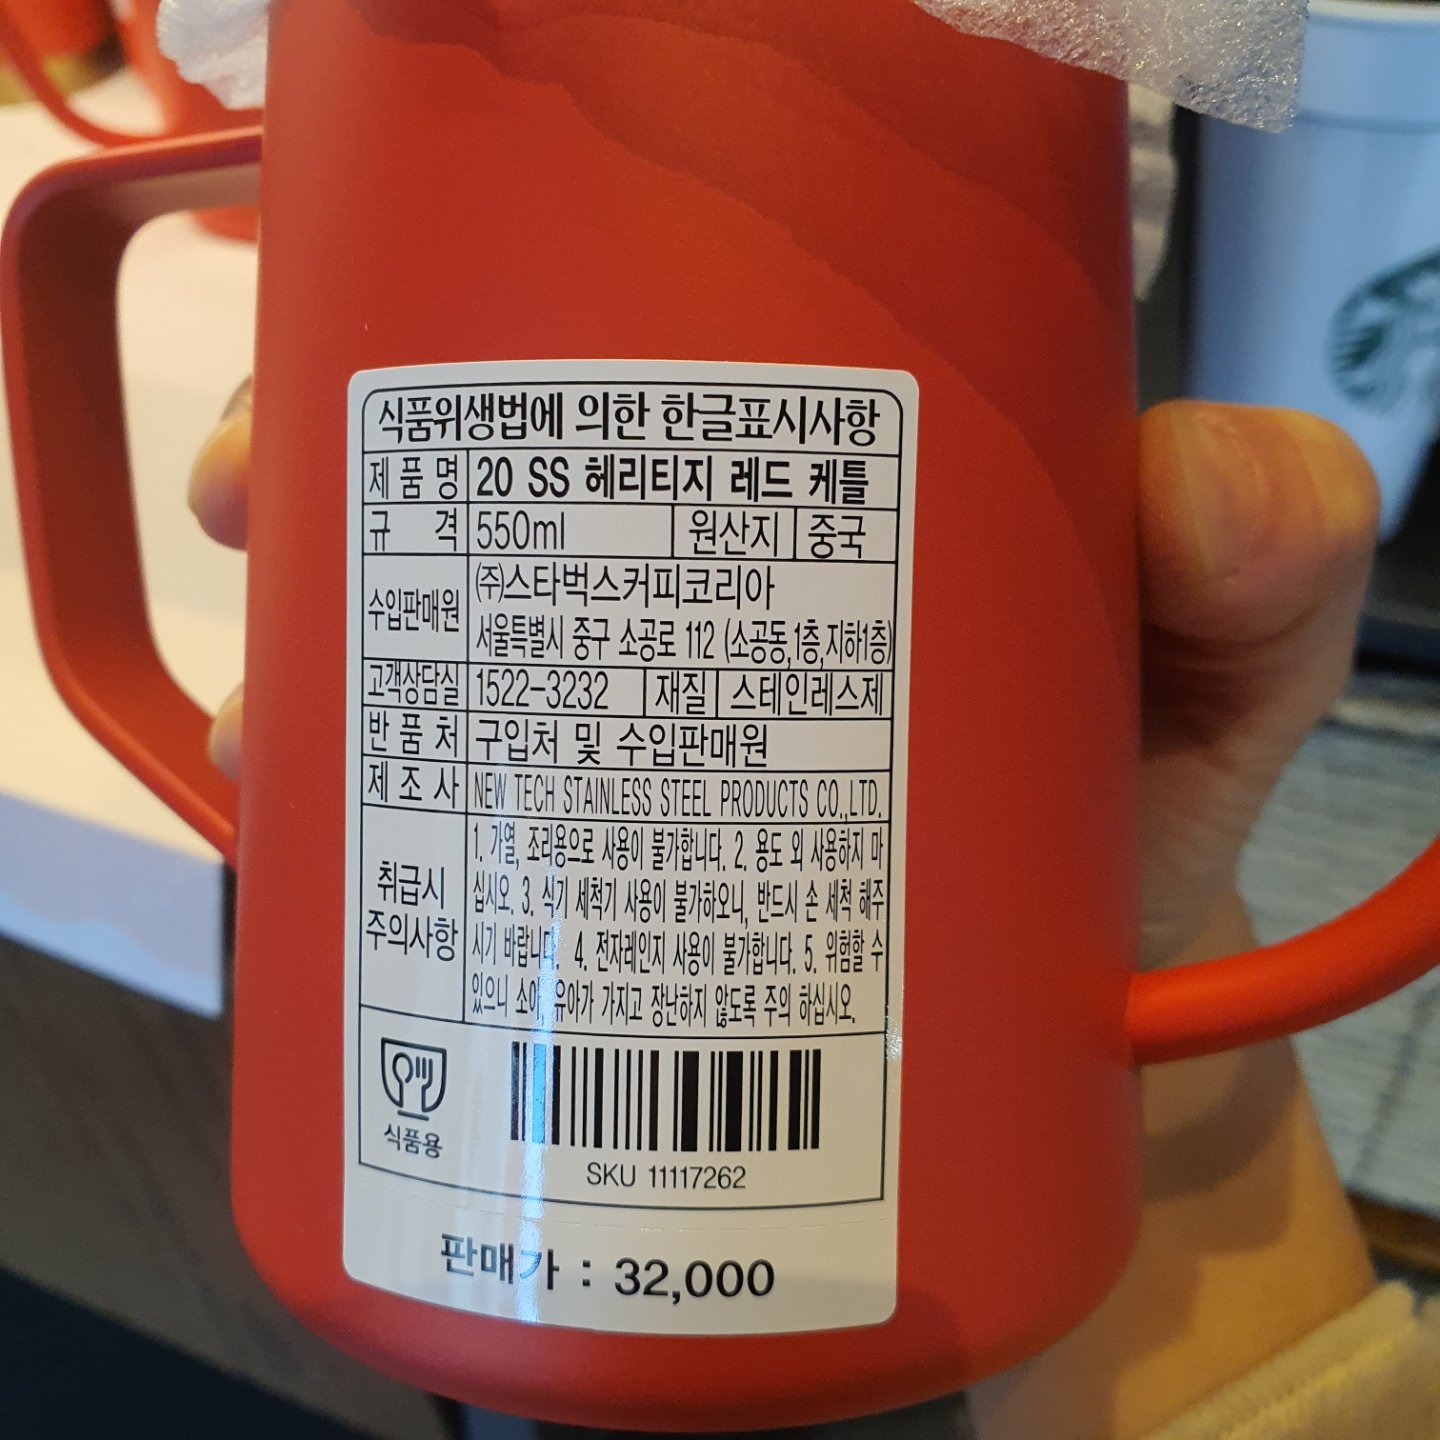 식품위생법에 의한 한글표시사항
제 품 명 20 SS 헤리티지 레드 케틀
규 격 550ml 원산지 중국
수입판매원 (주)스타벅스커피코리아
서울특별시 중구 소공로 112 (소공동,1층,지하1층)
고객상담실 1522-3232 재질 스테인레스제
반 품 처 구입처 및 수입판매원
제 조 사 NEW TECH STAINLESS STEEL PRODUCTS CO.,LTD.
취급시 주의사항
1. 가열, 조리용으로 사용이 불가합니다. 2. 용도 외 사용하지 마
십시오. 3. 식기 세척기 사용이 불가하오니, 반드시 손 세척 해주
시기 바랍니다. 4. 전자레인지 사용이 불가합니다. 5. 위험할 수
있으니 소아, 유아가 가지고 장난하지 않도록 주의 하십시오.
식품용
SKU 11117262
판매가 : 32,000